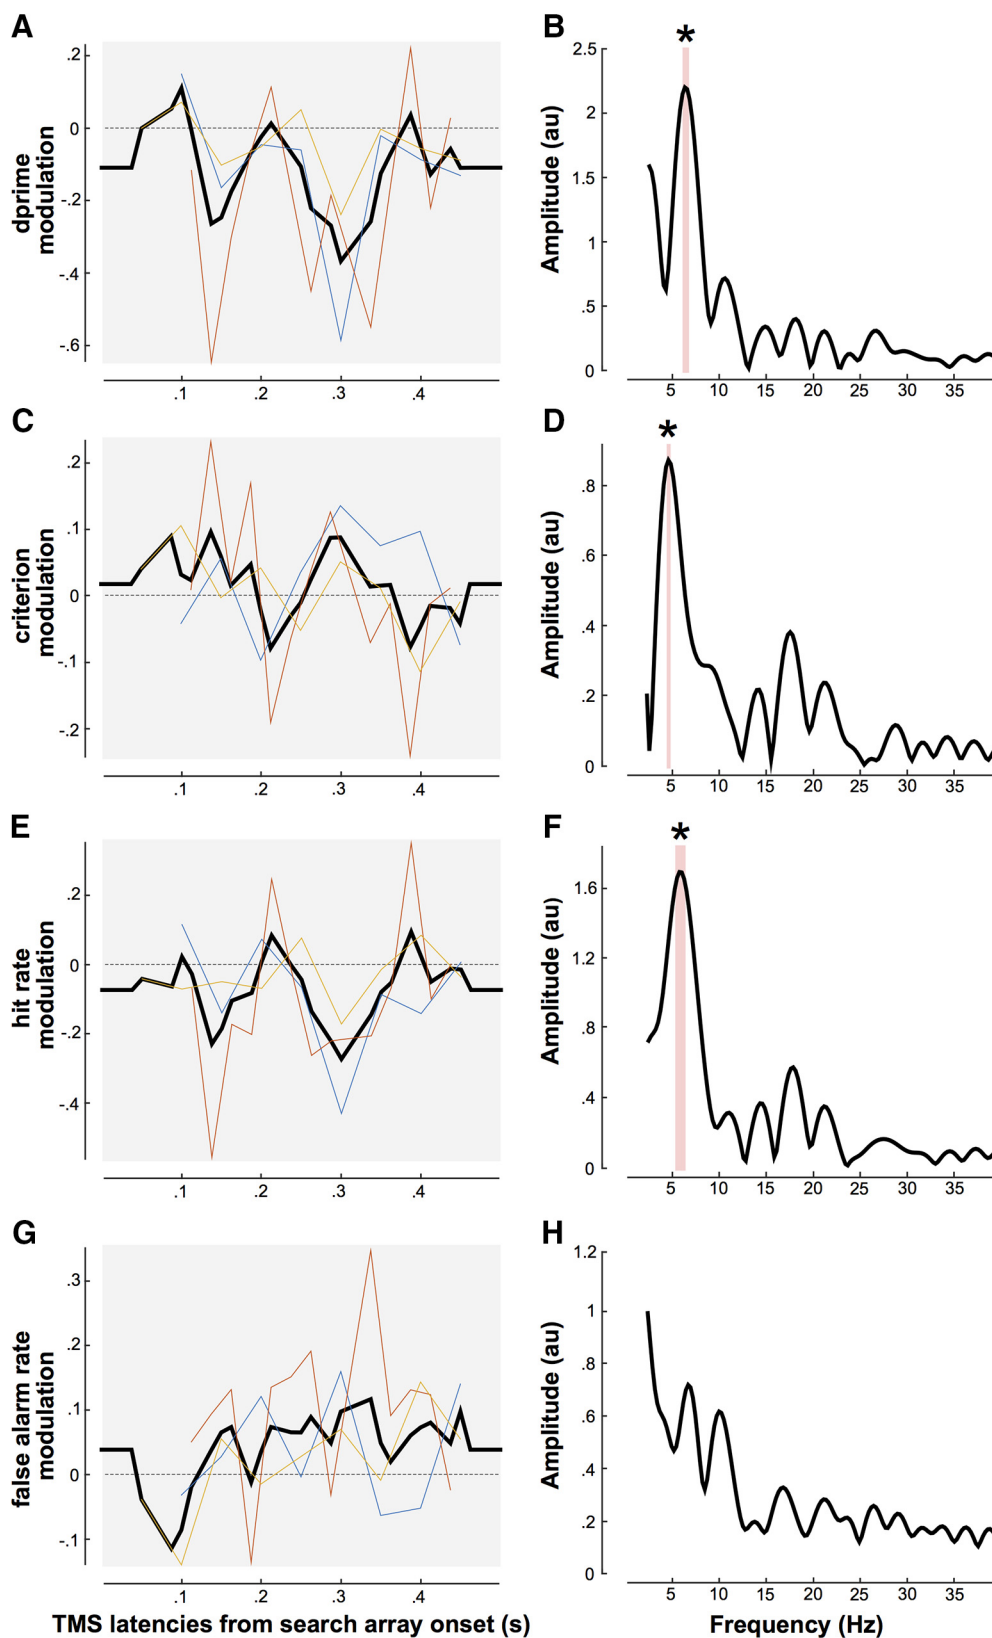 A
dprime
modulation
.2
0
-.2
-.4
-.6
.1 .2 .3 .4
B
*
Amplitude (au)
2.5
2
1.5
1
.5
0
5 10 15 20 25 30 35
C
criterion
modulation
.2
.1
0
-.1
-.2
.1 .2 .3 .4
D
*
Amplitude (au)
.8
.6
.4
.2
0
5 10 15 20 25 30 35
E
hit rate
modulation
.2
0
-.2
-.4
.1 .2 .3 .4
F
*
Amplitude (au)
1.6
1.2
.8
.4
0
5 10 15 20 25 30 35
G
false alarm rate
modulation
.3
.2
.1
0
-.1
.1 .2 .3 .4
TMS latencies from search array onset (s)
H
Amplitude (au)
1.2
1
.8
.6
.4
.2
0
5 10 15 20 25 30 35
Frequency (Hz)